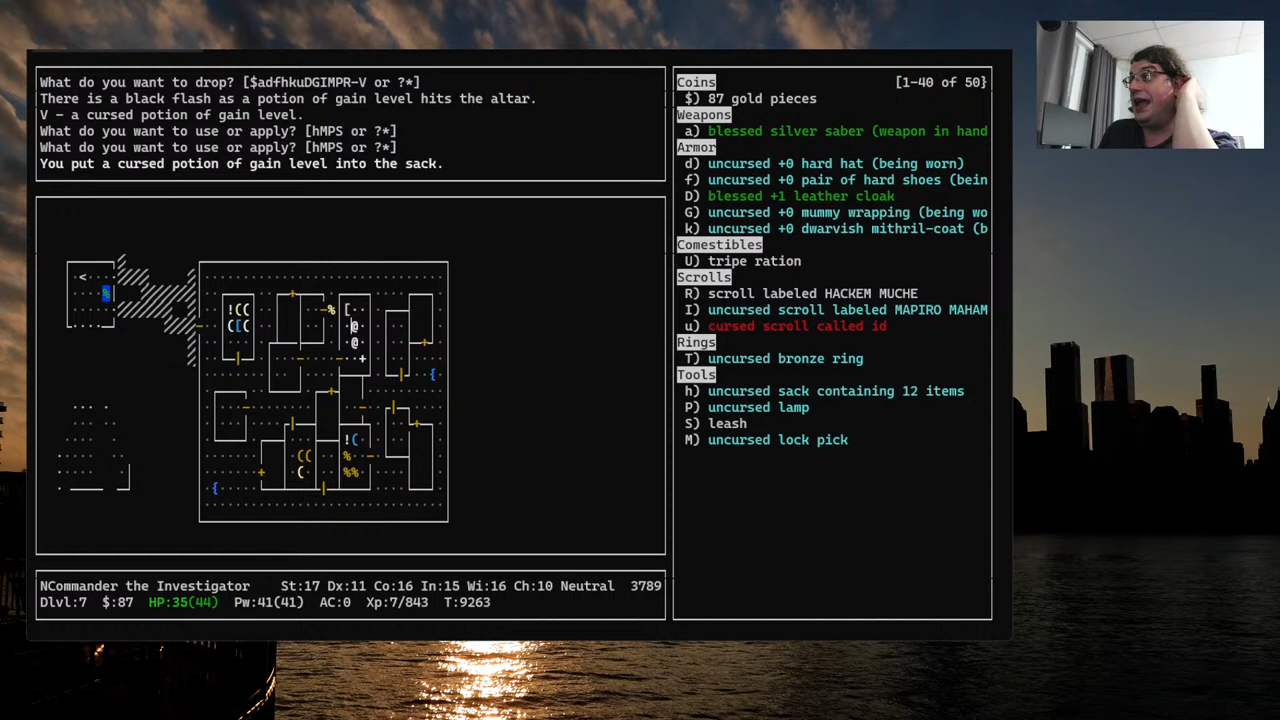 What do you want to drop? [$adfhkuDGIMPR-V or ?*]
There is a black flash as a potion of gain level hits the altar.
V - a cursed potion of gain level.
What do you want to use or apply? [hMPS or ?*]
What do you want to use or apply? [hMPS or ?*]
You put a cursed potion of gain level into the sack.
NCommander the Investigator St:17 Dx:11 Co:16 In:15 Wi:16 Ch:10 Neutral 3789
Dlvl:7 $:87 HP:35(44) Pw:41(41) AC:0 Xp:7/843 T:9263
Coins [1-40 of 50}
$) 87 gold pieces
Weapons
a) blessed silver saber (weapon in hand
Armor
d) uncursed +0 hard hat (being worn)
f) uncursed +0 pair of hard shoes (bein
D) blessed +1 leather cloak
G) uncursed +0 mummy wrapping (being wo
k) uncursed +0 dwarvish mithril-coat (b
Comestibles
U) tripe ration
Scrolls
R) scroll labeled HACKEM MUCHE
I) uncursed scroll labeled MAPIRO MAHAM
u) cursed scroll called id
Rings
T) uncursed bronze ring
Tools
h) uncursed sack containing 12 items
P) uncursed lamp
S) leash
M) uncursed lock pick